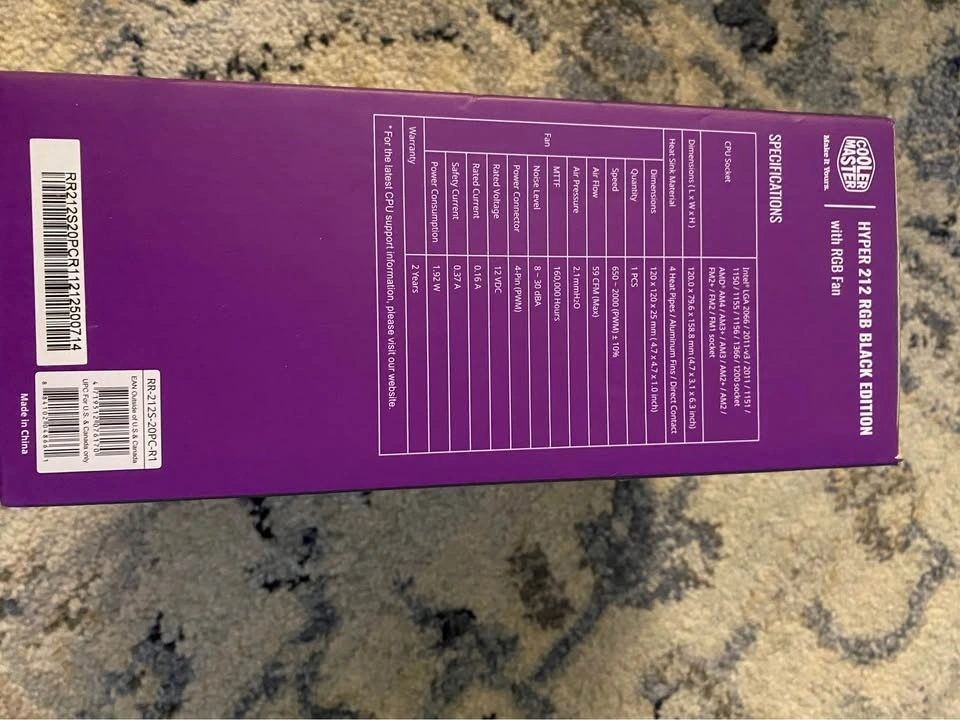 COOLER
MASTER
Make It Yours.
HYPER 212 RGB BLACK EDITION
with RGB Fan
SPECIFICATIONS
CPU Socket
Intel® LGA 2066 / 2011-v3 / 2011 / 1151 /
1150 / 1155 / 1156 / 1366 / 1200 socket
AMD® AM4 / AM3+ / AM3 / AM2+ / AM2 /
FM2+ / FM2 / FM1 socket
Dimensions ( L x W x H ) 120.0 x 79.6 x 158.8 mm (4.7 x 3.1 x 6.3 inch)
Heat Sink Material 4 Heat Pipes / Aluminum Fins / Direct Contact
Fan
Dimensions 120 x 120 x 25 mm ( 4.7 x 4.7 x 1.0 inch)
Quantity 1 PCS
Speed 650 ~ 2000 (PWM) ± 10%
Air Flow 59 CFM (Max)
Air Pressure 2.1 mmH₂O
MTTF 160,000 Hours
Noise Level 8 ~ 30 dBA
Power Connector 4-Pin (PWM)
Rated Voltage 12 VDC
Rated Current 0.16 A
Safety Current 0.37 A
Power Consumption 1.92 W
Warranty 2 Years
* For the latest CPU support information, please visit our website.
RR212S20PCR11212500714
RR-212S-20PC-R1
EAN Outside of U.S & Canada
4 719512 076170
UPC For U.S. & Canada only
Made in China